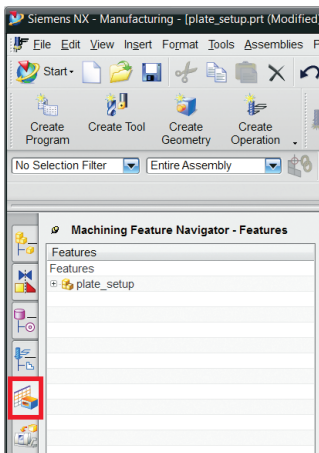 Siemens NX - Manufacturing - [plate_setup.prt (Modified)
File Edit View Insert Format Tools Assemblies P
Start
Create Program
Create Tool
Create Geometry
Create Operation
No Selection Filter
Entire Assembly
Machining Feature Navigator - Features
Features
Features
plate_setup